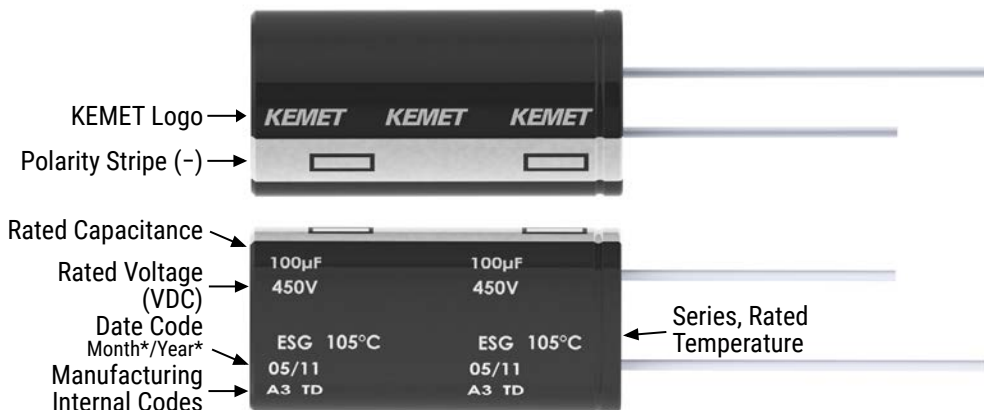 KEMET Logo
KEMET KEMET KEMET
Polarity Stripe (−)
Rated Capacitance
100µF 100µF
Rated Voltage
(VDC)
450V 450V
Date Code
Month*/Year*
ESG 105°C ESG 105°C
Series, Rated
Temperature
05/11 05/11
Manufacturing
Internal Codes
A3 TD A3 TD